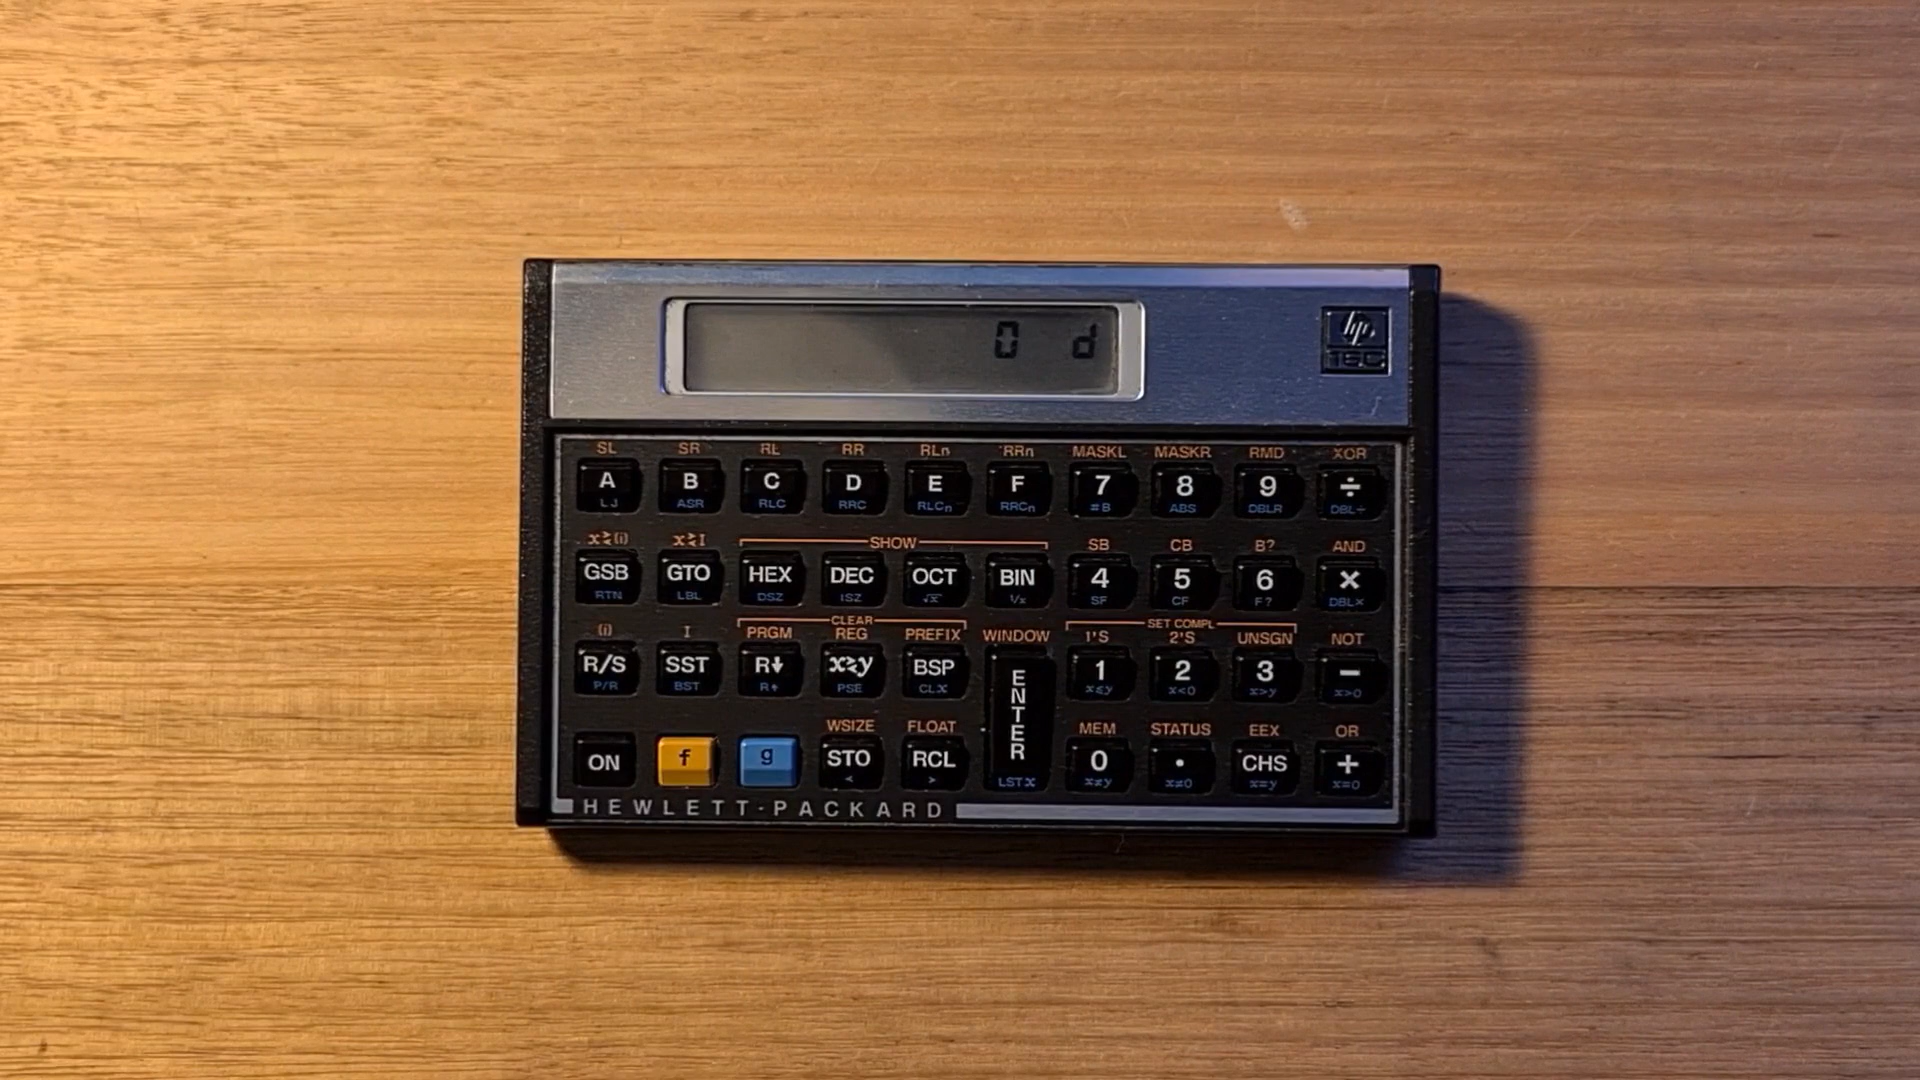 0 d
hp
16C
SL SR RL RR RLn RRn MASKL MASKR RMD XOR
A B C D E F 7 8 9 ÷
LJ ASR RLC RRC RLCn RRCn #B ABS DBLR DBL÷
x≷(i) x≷I SHOW SB CB B? AND
GSB GTO HEX DEC OCT BIN 4 5 6 ×
RTN LBL DSZ ISZ √x 1/x SF CF F? DBL×
CLEAR SET COMPL
(i) I PRGM REG PREFIX WINDOW 1'S 2'S UNSGN NOT
R/S SST R↓ x≷y BSP ENTER 1 2 3 −
P/R BST R↑ PSE CLX x≤y x<0 x>y x>0
WSIZE FLOAT MEM STATUS EEX OR
ON f g STO RCL 0 . CHS +
< > LSTX x≠y x≠0 x=y x=0
HEWLETT-PACKARD